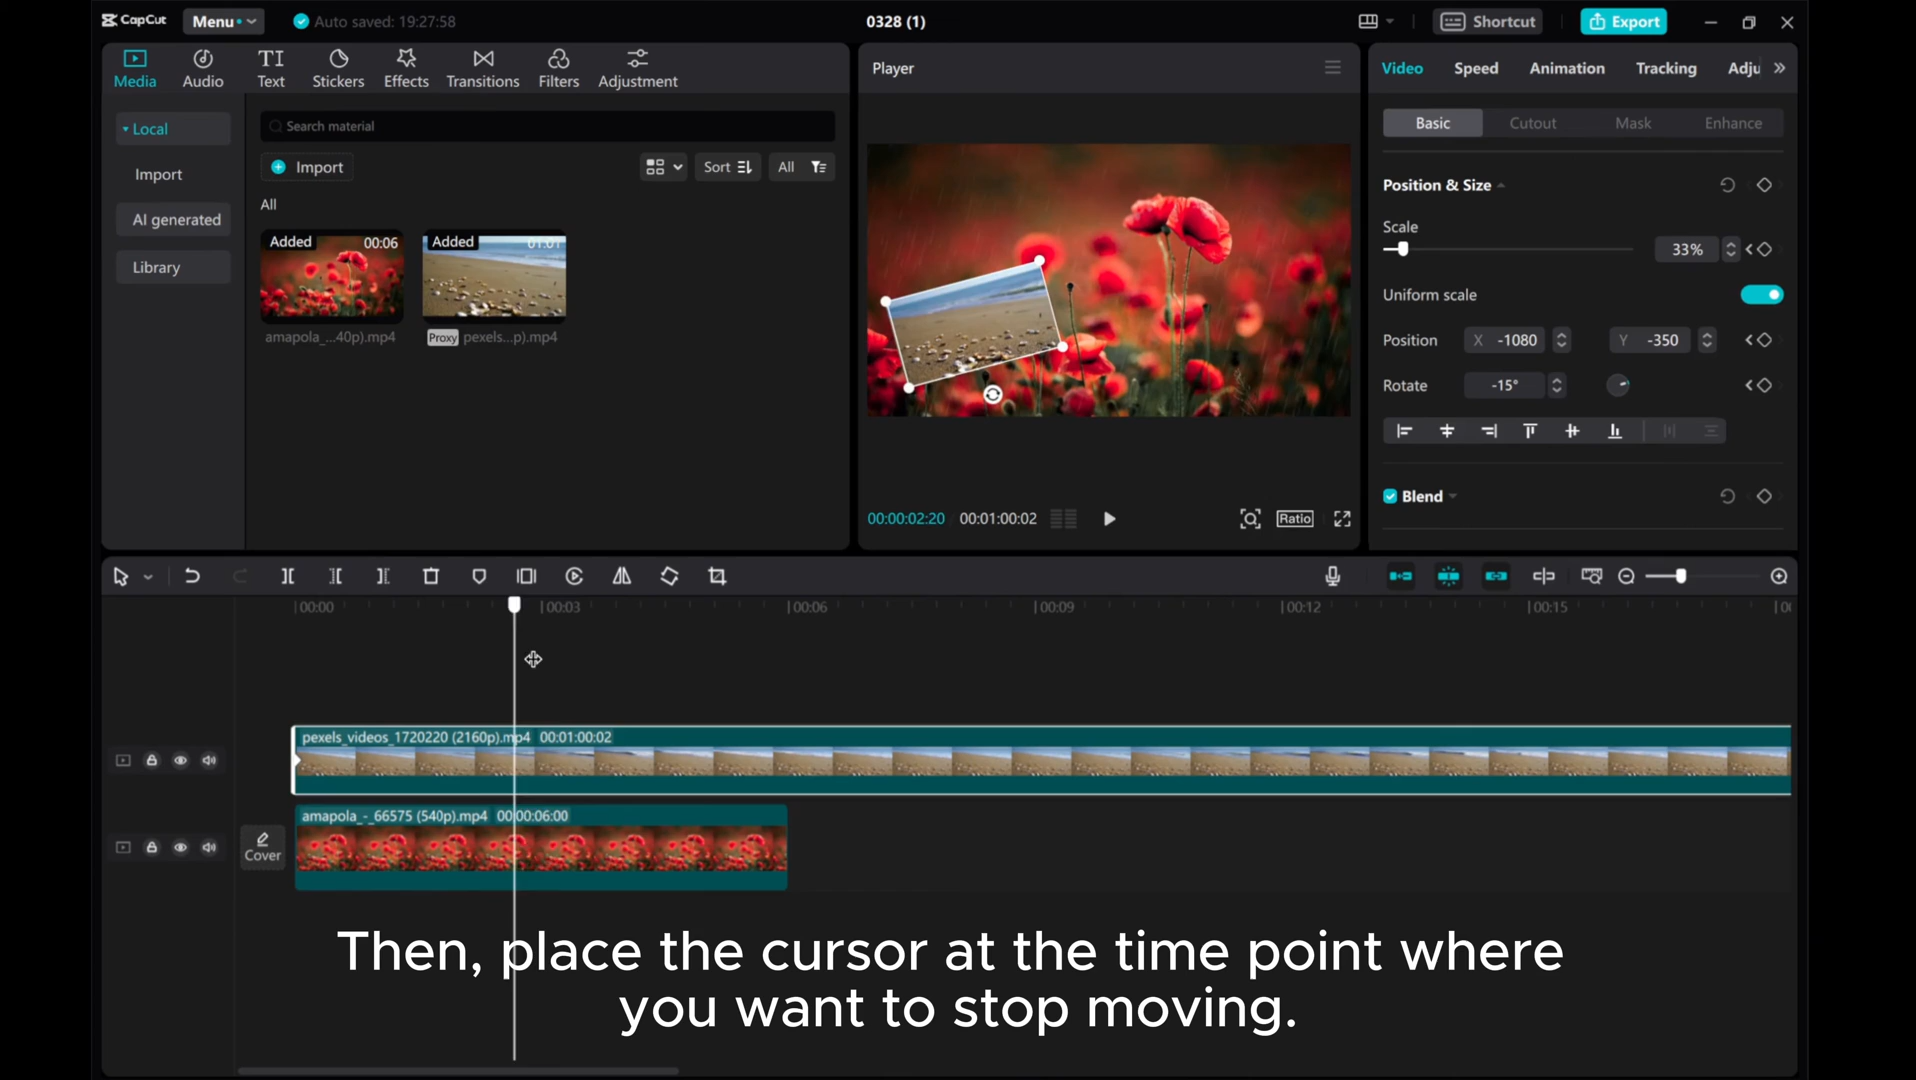 CapCut
Menu
Auto saved: 19:27:58
0328 (1)
Shortcut
Export
Media
Audio
TI
Text
Stickers
Effects
Transitions
Filters
Adjustment
Local
Import
AI generated
Library
Search material
Import
Sort
All
All
Added
00:06
amapola_...40p).mp4
Added
01:01
Proxy
pexels...p).mp4
Player
00:00:02:20
00:01:00:02
Ratio
Video
Speed
Animation
Tracking
Adju
Basic
Cutout
Mask
Enhance
Position & Size
Scale
33%
Uniform scale
Position
X -1080
Y -350
Rotate
-15°
Blend
00:00
00:03
00:06
00:09
00:12
00:15
pexels_videos_1720220 (2160p).mp4 00:01:00:02
Cover
amapola_-_66575 (540p).mp4 00:00:06:00
Then, place the cursor at the time point where
you want to stop moving.